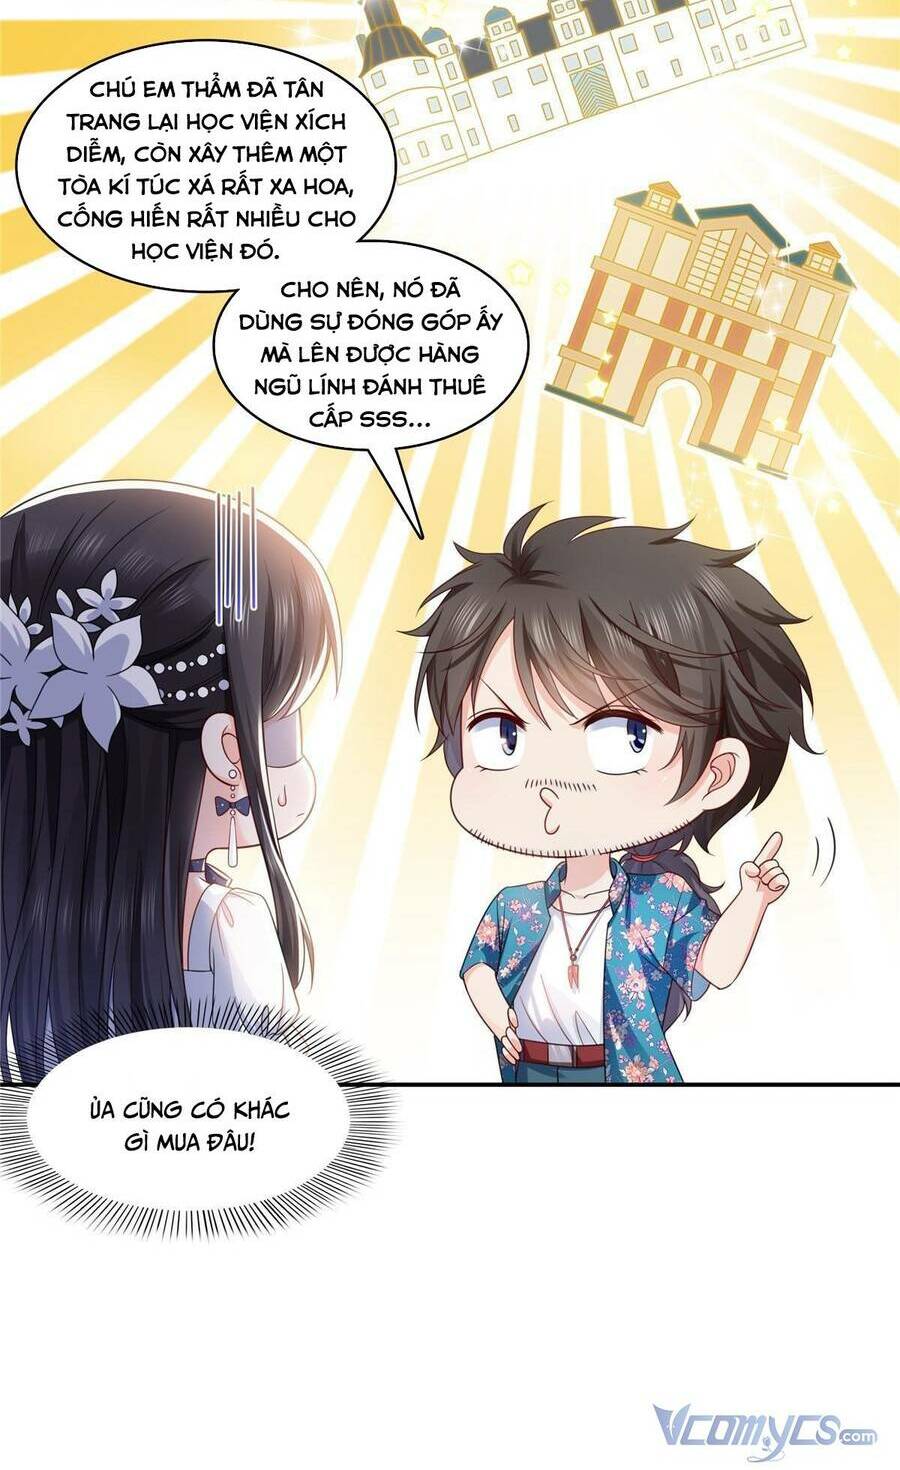 CHÚ EM THẨM ĐÃ TÂN
TRANG LẠI HỌC VIỆN XÍCH
DIỄM, CÒN XÂY THÊM MỘT
TÒA KÍ TÚC XÁ RẤT XA HOA,
CỐNG HIẾN RẤT NHIỀU CHO
HỌC VIỆN ĐÓ.
CHO NÊN, NÓ ĐÃ
DÙNG SỰ ĐÓNG GÓP ẤY
MÀ LÊN ĐƯỢC HÀNG
NGŨ LÍNH ĐÁNH THUÊ
CẤP SSS...
ỦA CŨNG CÓ KHÁC
GÌ MUA ĐÂU!
VCOMYCS.com